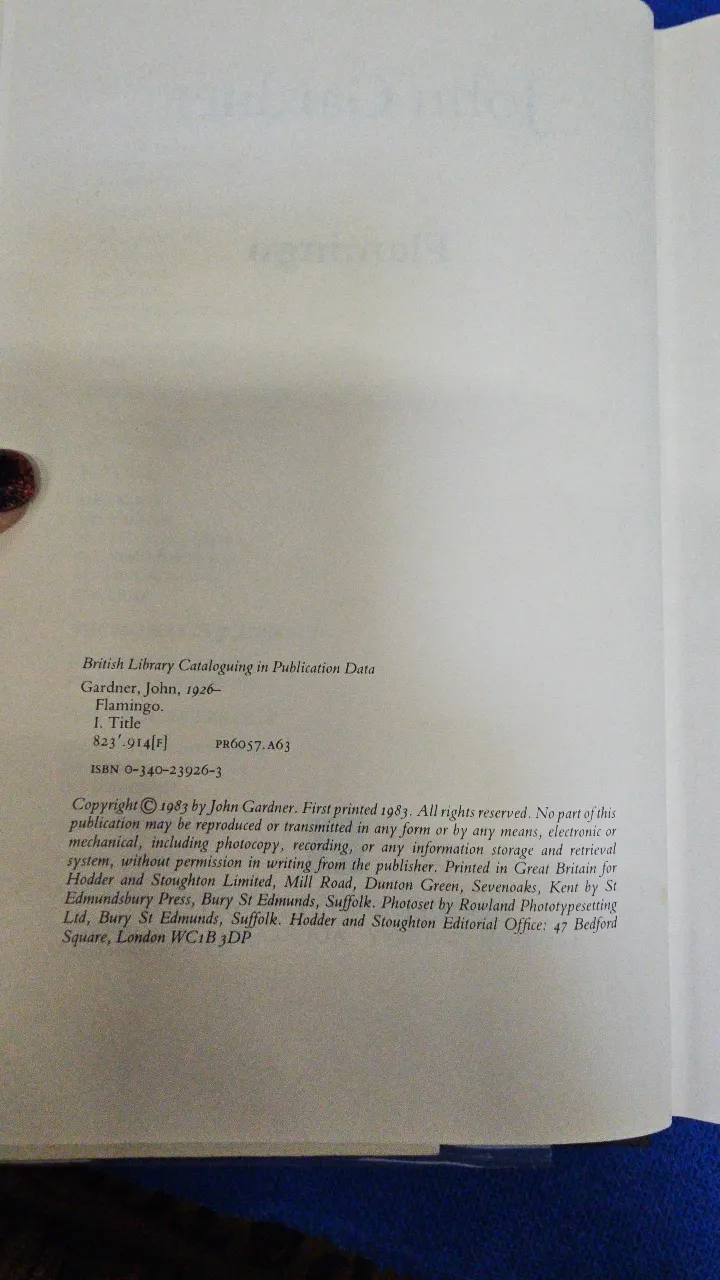 British Library Cataloguing in Publication Data
Gardner, John, 1926–
Flamingo.
I. Title
823'.914[F] PR6057.A63
ISBN 0-340-23926-3
Copyright © 1983 by John Gardner. First printed 1983. All rights reserved. No part of this
publication may be reproduced or transmitted in any form or by any means, electronic or
mechanical, including photocopy, recording, or any information storage and retrieval
system, without permission in writing from the publisher. Printed in Great Britain for
Hodder and Stoughton Limited, Mill Road, Dunton Green, Sevenoaks, Kent by St
Edmundsbury Press, Bury St Edmunds, Suffolk. Photoset by Rowland Phototypesetting
Ltd, Bury St Edmunds, Suffolk. Hodder and Stoughton Editorial Office: 47 Bedford
Square, London WC1B 3DP